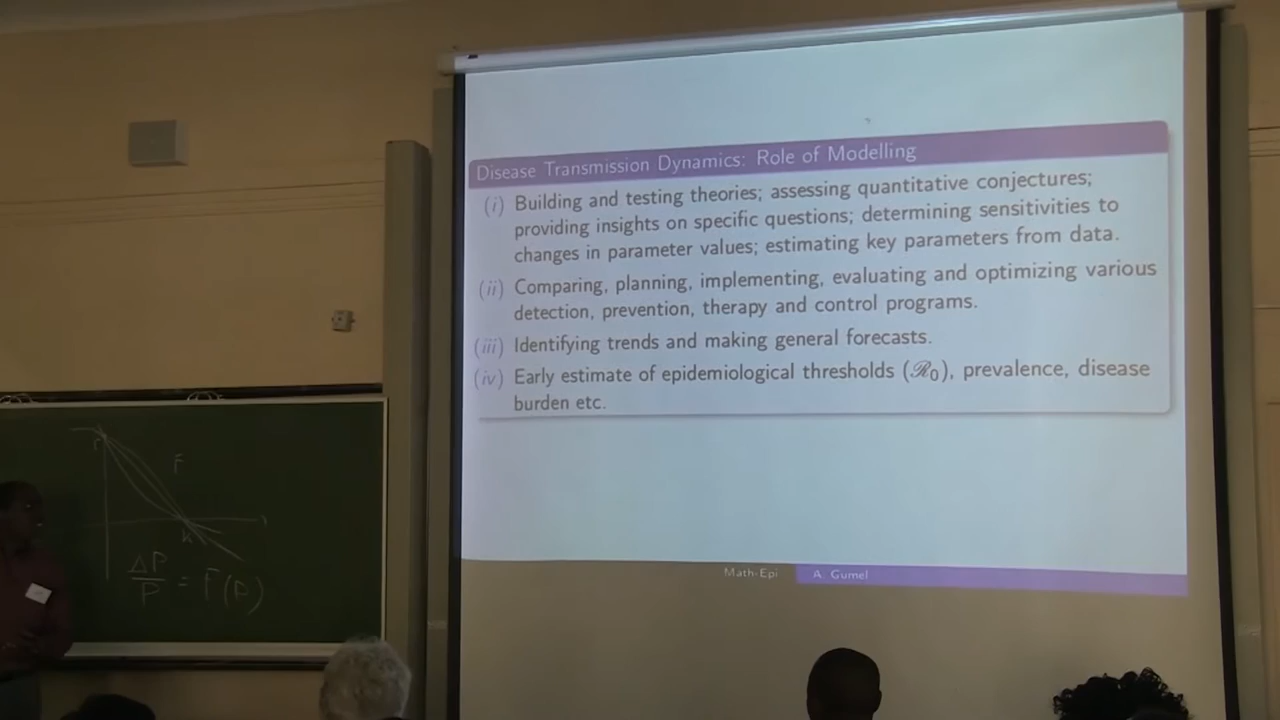 Disease Transmission Dynamics: Role of Modelling
(i) Building and testing theories; assessing quantitative conjectures;
providing insights on specific questions; determining sensitivities to
changes in parameter values; estimating key parameters from data.
(ii) Comparing, planning, implementing, evaluating and optimizing various
detection, prevention, therapy and control programs.
(iii) Identifying trends and making general forecasts.
(iv) Early estimate of epidemiological thresholds (ℛ₀), prevalence, disease
burden etc.
Math-Epi A. Gumel
r
F
K
ΔP/P = F(P)